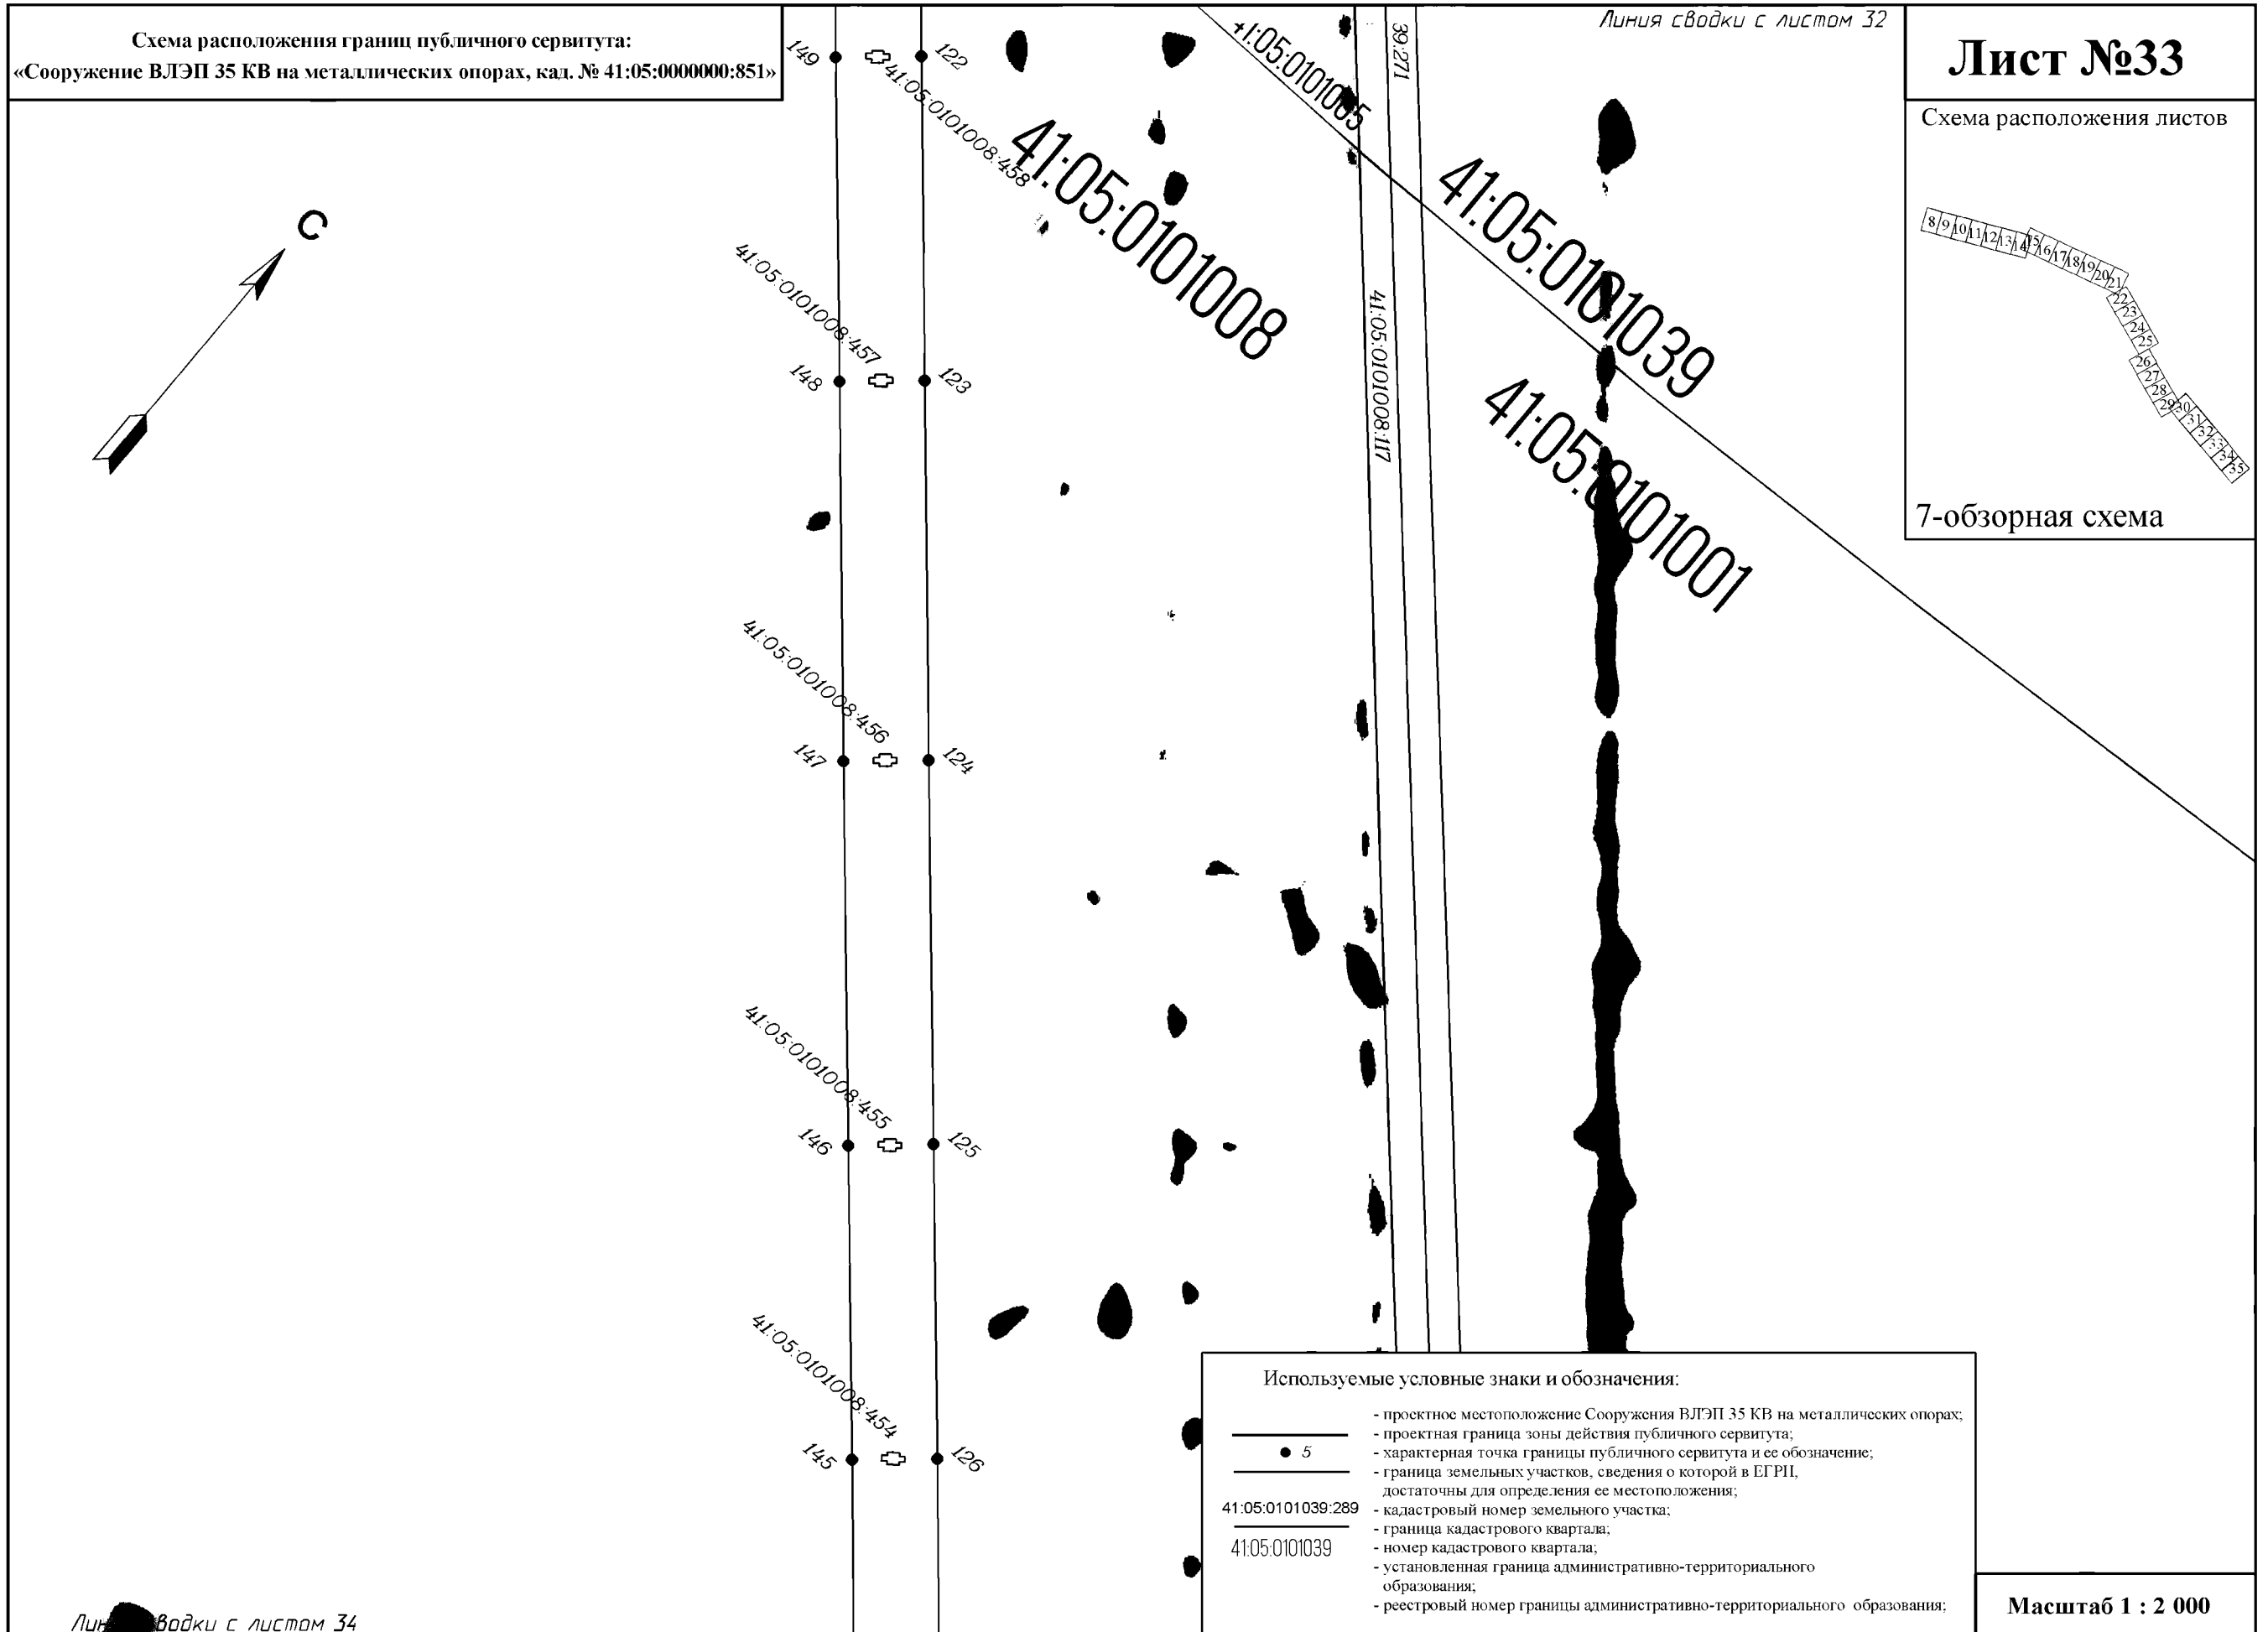 Схема расположения границ публичного сервитута:
«Сооружение ВЛЭП 35 КВ на металлических опорах, кад. № 41:05:0000000:851»
Линия сводки с листом 32
Лист №33
Схема расположения листов
8 9 10 11 12 13 14 15 16 17 18 19 20 21
22
23
24
25
26
27
28
29 30
31
32
33
34
35
7-обзорная схема
С
149
122
41:05:0101008:458
41:05:0101008
41:05:0101039
41:05:0101001
39:271
41:05:0101008:117
41:05:0101008:457
148
123
41:05:0101008:456
147
124
41:05:0101008:455
146
125
41:05:0101008:454
145
126
Используемые условные знаки и обозначения:
- проектное местоположение Сооружения ВЛЭП 35 КВ на металлических опорах;
- проектная граница зоны действия публичного сервитута;
5 - характерная точка границы публичного сервитута и ее обозначение;
- граница земельных участков, сведения о которой в ЕГРН,
достаточны для определения ее местоположения;
41:05:0101039:289 - кадастровый номер земельного участка;
- граница кадастрового квартала;
41:05:0101039 - номер кадастрового квартала;
- установленная граница административно-территориального
образования;
- реестровый номер границы административно-территориального образования;
Масштаб 1 : 2 000
сводки с листом 34